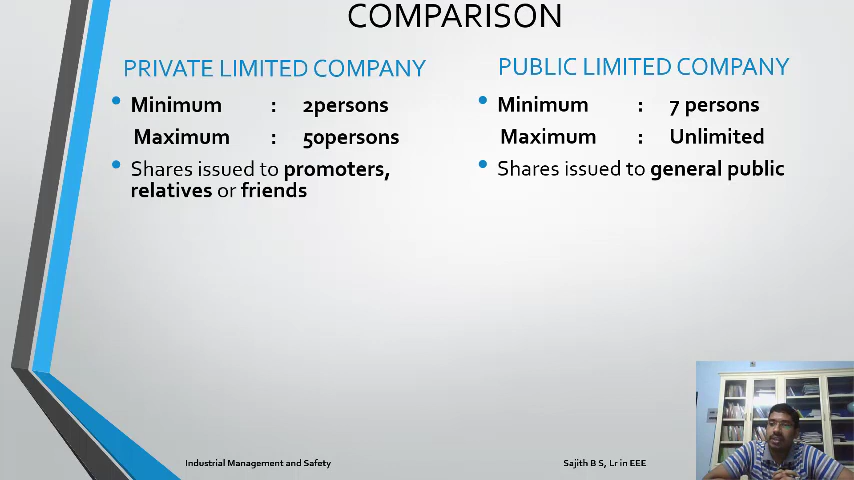 COMPARISON
PRIVATE LIMITED COMPANY
• Minimum : 2persons
Maximum : 50persons
• Shares issued to promoters,
relatives or friends
PUBLIC LIMITED COMPANY
• Minimum : 7 persons
Maximum : Unlimited
• Shares issued to general public
Industrial Management and Safety
Sajith B S, Lr in EEE